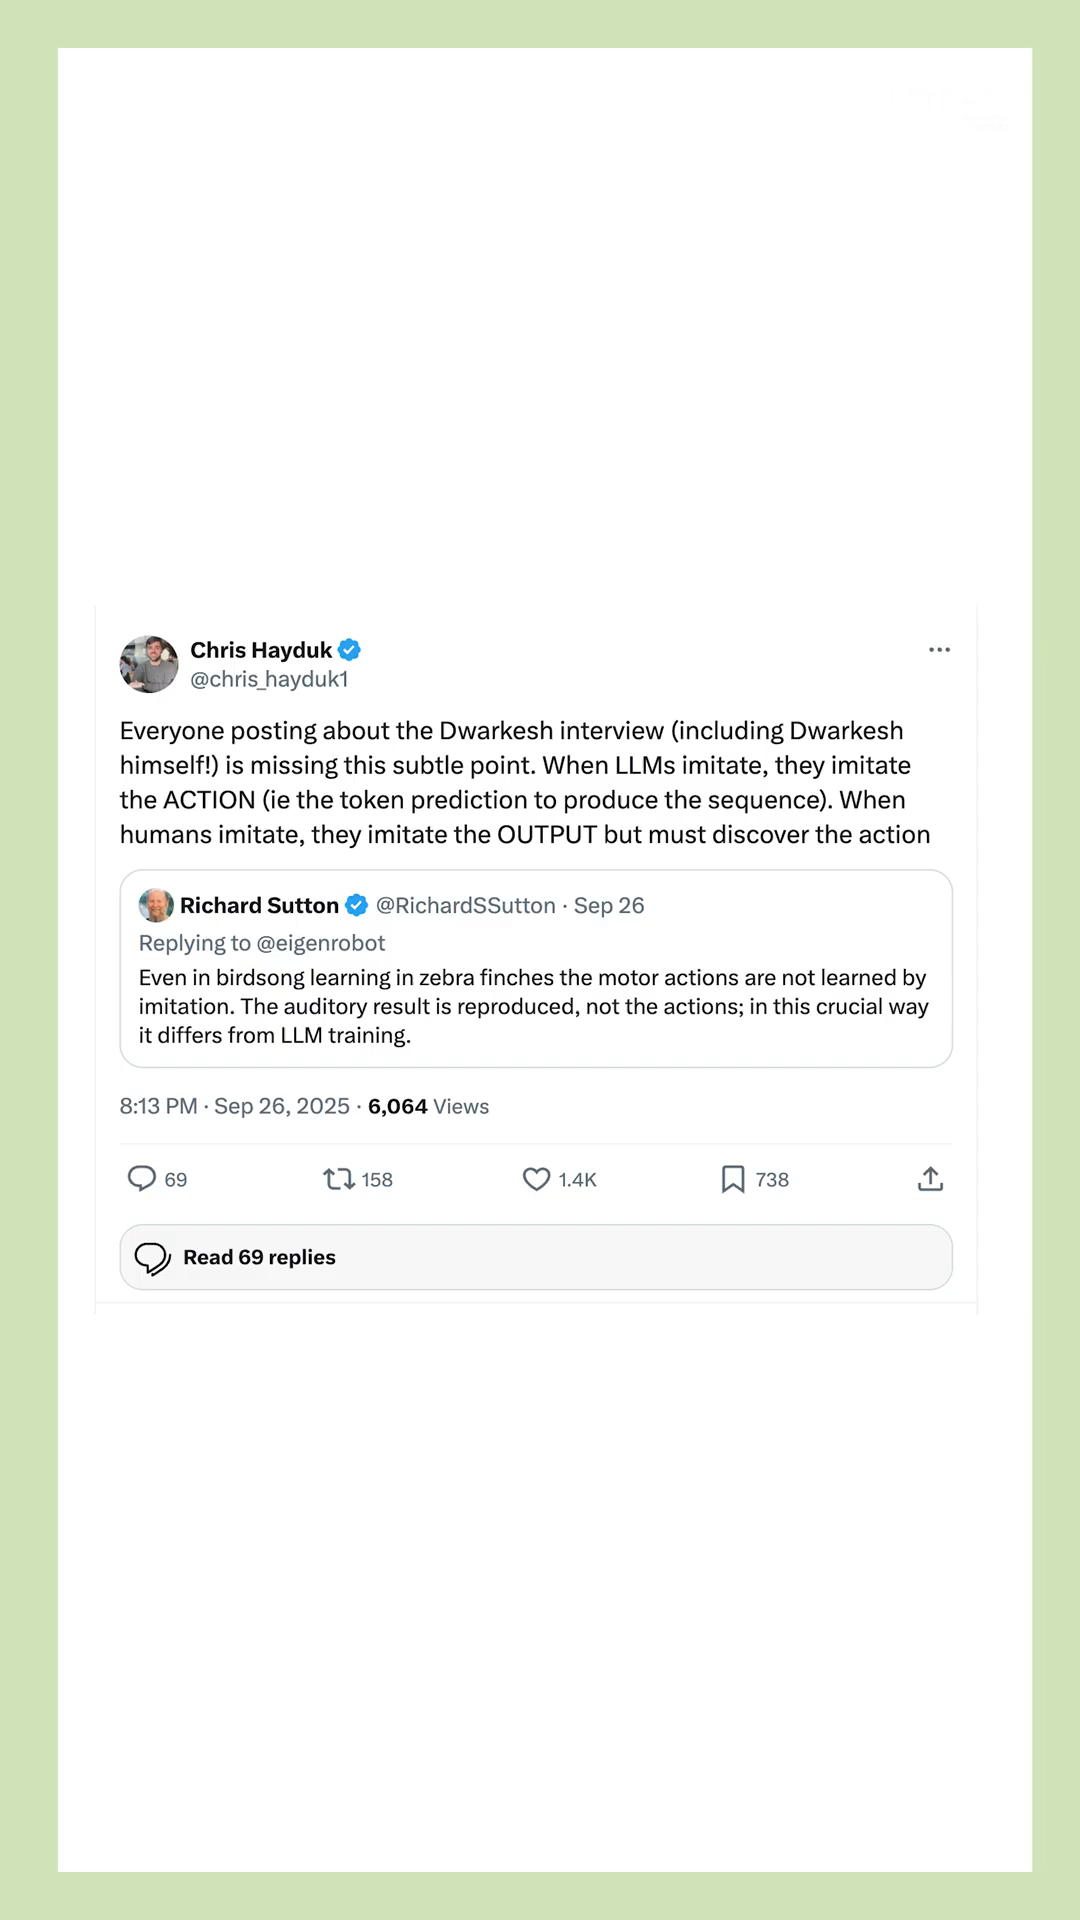 Chris Hayduk
@chris_hayduk1
Everyone posting about the Dwarkesh interview (including Dwarkesh
himself!) is missing this subtle point. When LLMs imitate, they imitate
the ACTION (ie the token prediction to produce the sequence). When
humans imitate, they imitate the OUTPUT but must discover the action
Richard Sutton @RichardSSutton · Sep 26
Replying to @eigenrobot
Even in birdsong learning in zebra finches the motor actions are not learned by
imitation. The auditory result is reproduced, not the actions; in this crucial way
it differs from LLM training.
8:13 PM · Sep 26, 2025 · 6,064 Views
69 158 1.4K 738
Read 69 replies